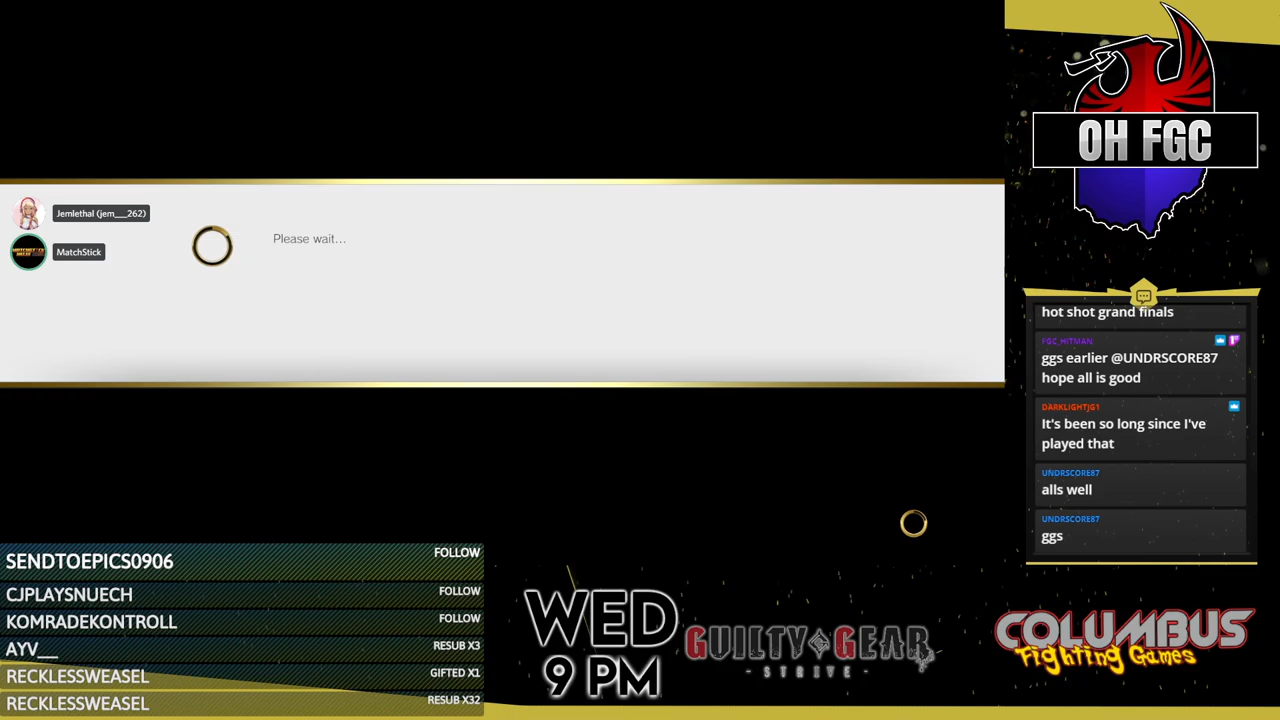 OH FGC
Jemlethal (jem___262)
MatchStick
Please wait...
hot shot grand finals
FGC_HITMAN
ggs earlier @UNDRSCORE87
hope all is good
DARKLIGHTJG1
It's been so long since I've
played that
UNDRSCORE87
alls well
UNDRSCORE87
ggs
SENDTOEPICS0906 FOLLOW
CJPLAYSNUECH FOLLOW
KOMRADEKONTROLL FOLLOW
AYV__ RESUB X3
RECKLESSWEASEL GIFTED X1
RECKLESSWEASEL RESUB X32
WED
9 PM
GUILTY GEAR
- STRIVE -
COLUMBUS
Fighting Games